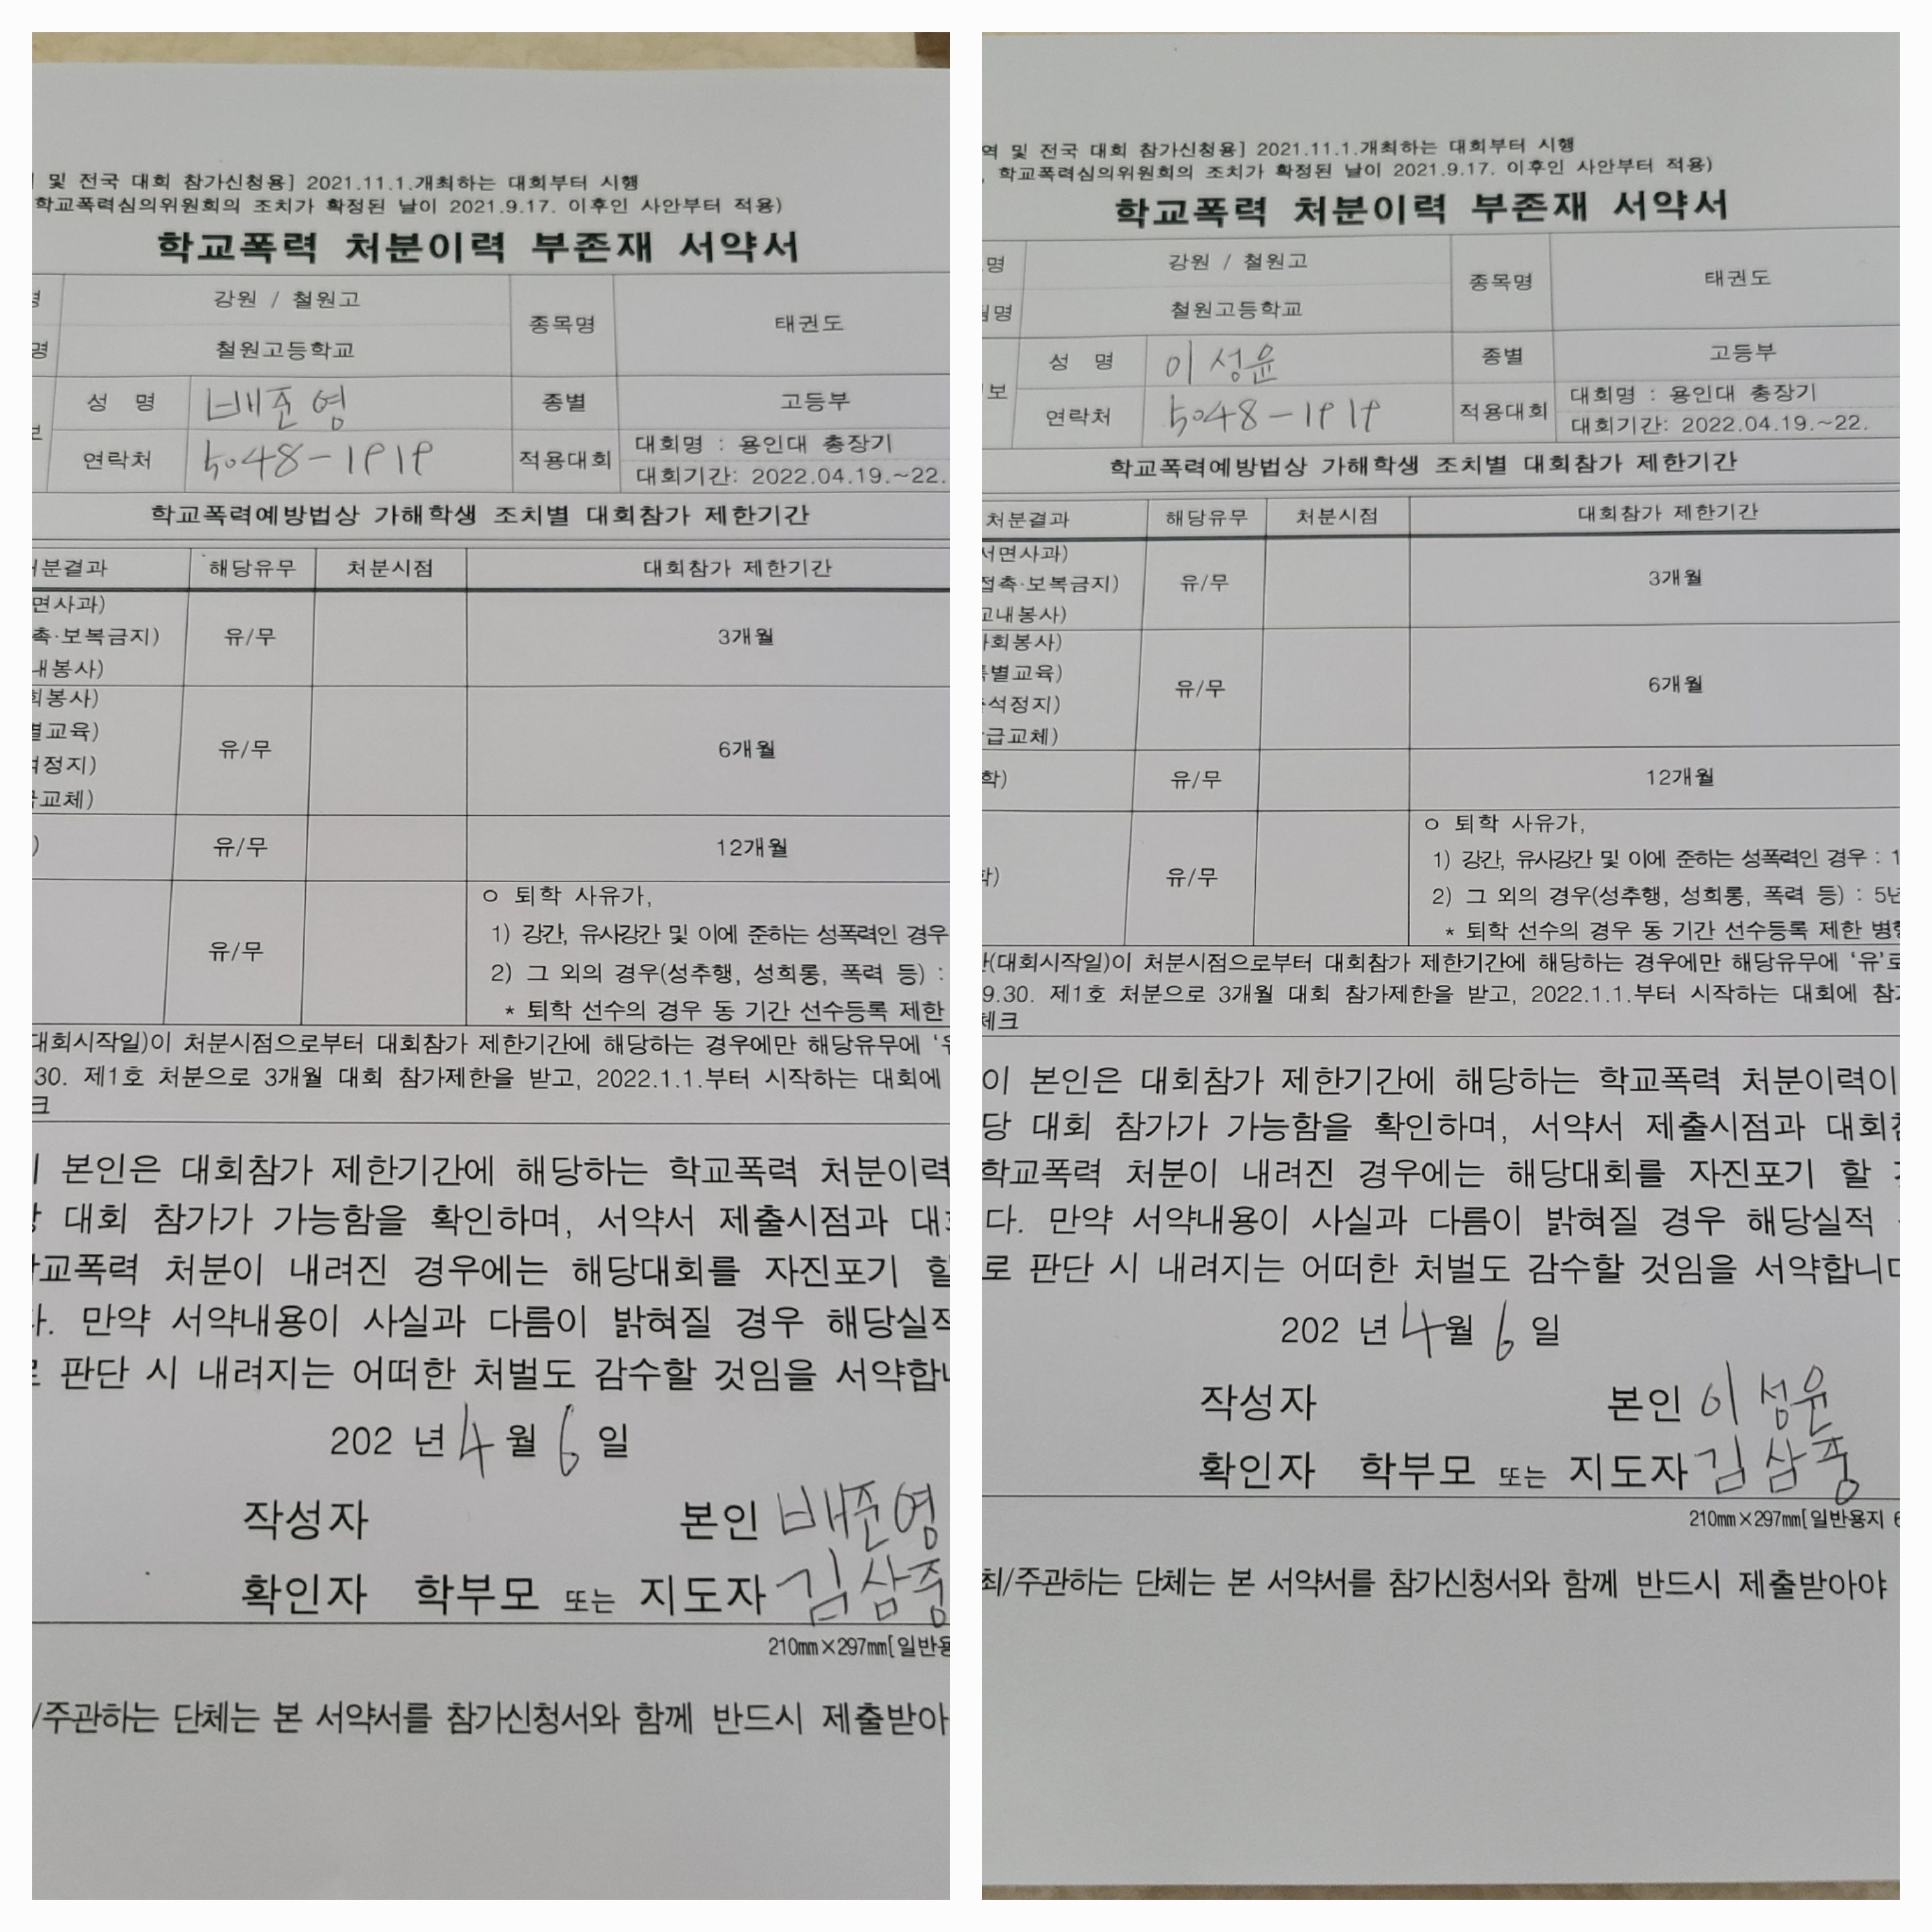 및 전국 대회 참가신청용] 2021.11.1.개최하는 대회부터 시행
학교폭력심의위원회의 조치가 확정된 날이 2021.9.17. 이후인 사안부터 적용)
학교폭력 처분이력 부존재 서약서
강원 / 철원고
종목명
태권도
명
철원고등학교
성 명
배준영
종별
고등부
연락처
5048-1919
적용대회
대회명 : 용인대 총장기
대회기간: 2022.04.19.~22.
학교폭력예방법상 가해학생 조치별 대회참가 제한기간
처분결과
해당유무
처분시점
대회참가 제한기간
면사과)
촉·보복금지)
내봉사)
유/무
3개월
회봉사)
별교육)
석정지)
급교체)
유/무
6개월
)
유/무
12개월
유/무
ㅇ 퇴학 사유가,
1) 강간, 유사강간 및 이에 준하는 성폭력인 경우
2) 그 외의 경우(성추행, 성희롱, 폭력 등) :
* 퇴학 선수의 경우 동 기간 선수등록 제한
대회시작일)이 처분시점으로부터 대회참가 제한기간에 해당하는 경우에만 해당유무에 ‘유
30. 제1호 처분으로 3개월 대회 참가제한을 받고, 2022.1.1.부터 시작하는 대회에
크
본인은 대회참가 제한기간에 해당하는 학교폭력 처분이력
대회 참가가 가능함을 확인하며, 서약서 제출시점과 대회
학교폭력 처분이 내려진 경우에는 해당대회를 자진포기 할
다. 만약 서약내용이 사실과 다름이 밝혀질 경우 해당실적
로 판단 시 내려지는 어떠한 처벌도 감수할 것임을 서약합니
202 년 4 월 6 일
작성자 본인 배준영
확인자 학부모 또는 지도자 김삼중
210㎜×297㎜[일반용
/주관하는 단체는 본 서약서를 참가신청서와 함께 반드시 제출받아
역 및 전국 대회 참가신청용] 2021.11.1.개최하는 대회부터 시행
, 학교폭력심의위원회의 조치가 확정된 날이 2021.9.17. 이후인 사안부터 적용)
학교폭력 처분이력 부존재 서약서
명
강원 / 철원고
종목명
태권도
팀명
철원고등학교
보
성 명
이성윤
종별
고등부
연락처
5048-1919
적용대회
대회명 : 용인대 총장기
대회기간: 2022.04.19.~22.
학교폭력예방법상 가해학생 조치별 대회참가 제한기간
처분결과
해당유무
처분시점
대회참가 제한기간
서면사과)
접촉·보복금지)
교내봉사)
유/무
3개월
사회봉사)
특별교육)
출석정지)
학급교체)
유/무
6개월
학)
유/무
12개월
학)
유/무
ㅇ 퇴학 사유가,
1) 강간, 유사강간 및 이에 준하는 성폭력인 경우 : 1
2) 그 외의 경우(성추행, 성희롱, 폭력 등) : 5년
* 퇴학 선수의 경우 동 기간 선수등록 제한 병행
(대회시작일)이 처분시점으로부터 대회참가 제한기간에 해당하는 경우에만 해당유무에 ‘유’로
9.30. 제1호 처분으로 3개월 대회 참가제한을 받고, 2022.1.1.부터 시작하는 대회에 참가
체크
이 본인은 대회참가 제한기간에 해당하는 학교폭력 처분이력이
당 대회 참가가 가능함을 확인하며, 서약서 제출시점과 대회참
학교폭력 처분이 내려진 경우에는 해당대회를 자진포기 할
다. 만약 서약내용이 사실과 다름이 밝혀질 경우 해당실적
로 판단 시 내려지는 어떠한 처벌도 감수할 것임을 서약합니다
202 년 4월 6 일
작성자 본인 이성윤
확인자 학부모 또는 지도자 김삼중
210㎜×297㎜[일반용지 6
최/주관하는 단체는 본 서약서를 참가신청서와 함께 반드시 제출받아야